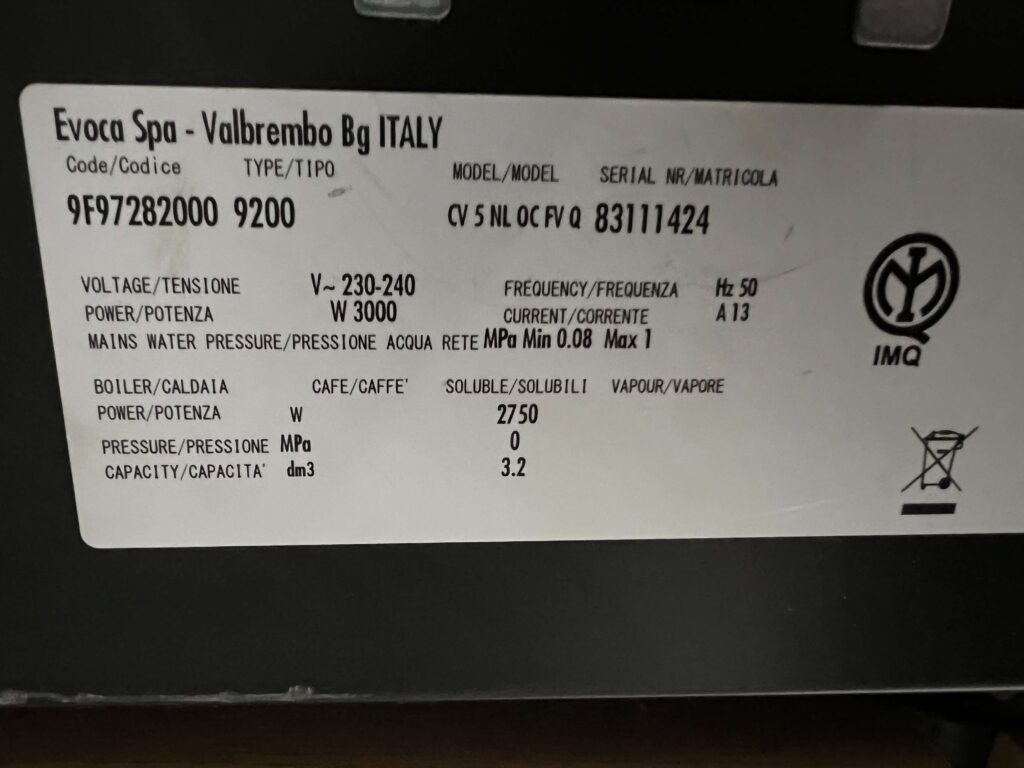 Evoca Spa - Valbrembo Bg ITALY
Code/Codice TYPE/TIPO MODEL/MODEL SERIAL NR/MATRICOLA
9F97282000 9200 CV 5 NL OC FV Q 83111424
VOLTAGE/TENSIONE V~ 230-240 FREQUENCY/FREQUENZA Hz 50
POWER/POTENZA W 3000 CURRENT/CORRENTE A 13
MAINS WATER PRESSURE/PRESSIONE ACQUA RETE MPa Min 0.08 Max 1
IMQ
BOILER/CALDAIA CAFE/CAFFE' SOLUBLE/SOLUBILI VAPOUR/VAPORE
POWER/POTENZA W 2750
PRESSURE/PRESSIONE MPa 0
CAPACITY/CAPACITA' dm3 3.2